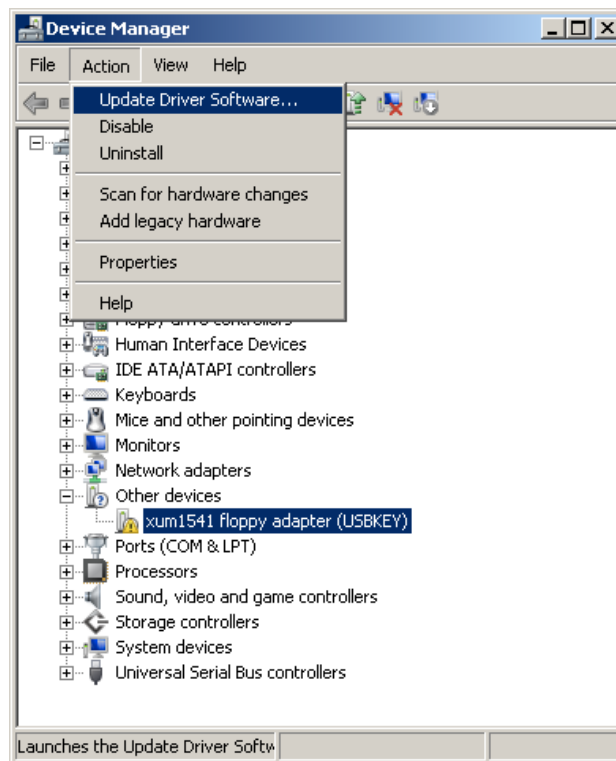 Device Manager
File Action View Help
Update Driver Software...
Disable
Uninstall
Scan for hardware changes
Add legacy hardware
Properties
Help
Floppy drive controllers
Human Interface Devices
IDE ATA/ATAPI controllers
Keyboards
Mice and other pointing devices
Monitors
Network adapters
Other devices
xum1541 floppy adapter (USBKEY)
Ports (COM & LPT)
Processors
Sound, video and game controllers
Storage controllers
System devices
Universal Serial Bus controllers
Launches the Update Driver Softw